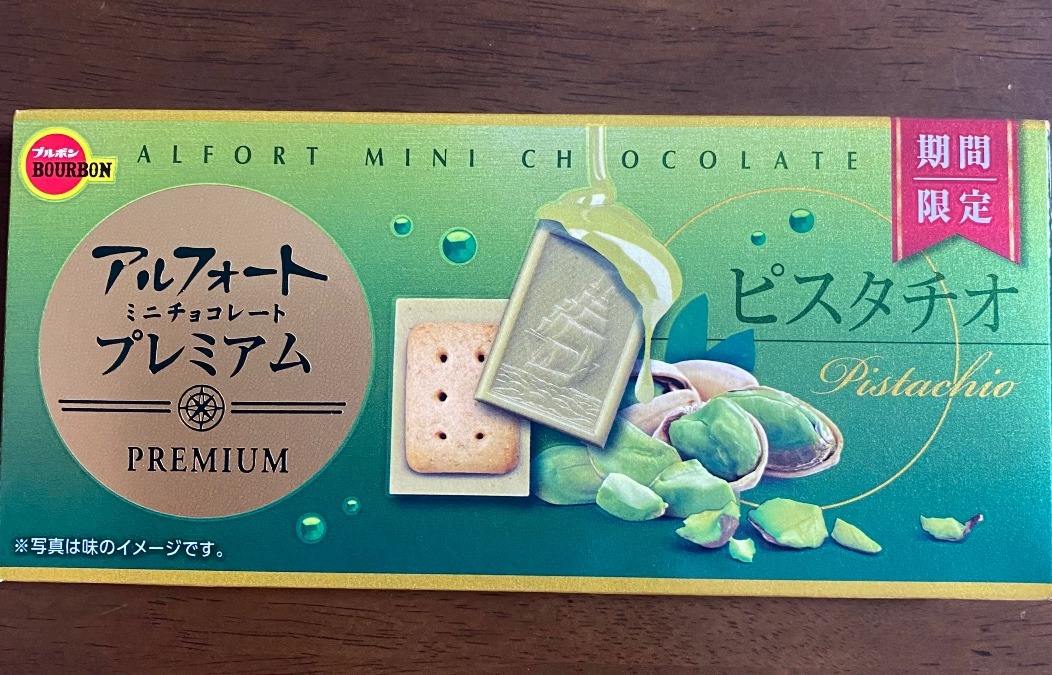 ブルボン
BOURBON
ALFORT MINI CHOCOLATE
期間
限定
アルフォート
ミニチョコレート
プレミアム
PREMIUM
ピスタチオ
Pistachio
※写真は味のイメージです。